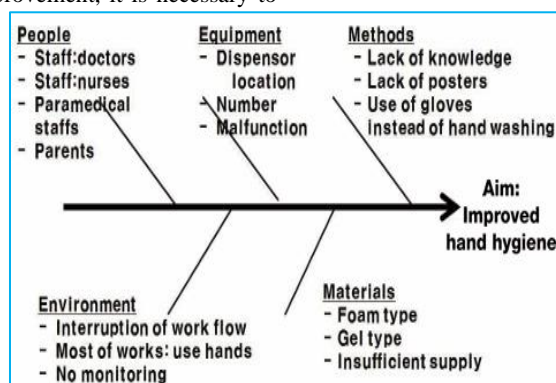 provement, it is necessary to
People
- Staff:doctors
- Staff:nurses
- Paramedical
staffs
- Parents
Equipment
- Dispensor
location
- Number
- Malfunction
Methods
- Lack of knowledge
- Lack of posters
- Use of gloves
instead of hand washing
Aim:
Improved
hand hygiene
Environment
- Interruption of work flow
- Most of works: use hands
- No monitoring
Materials
- Foam type
- Gel type
- Insufficient supply